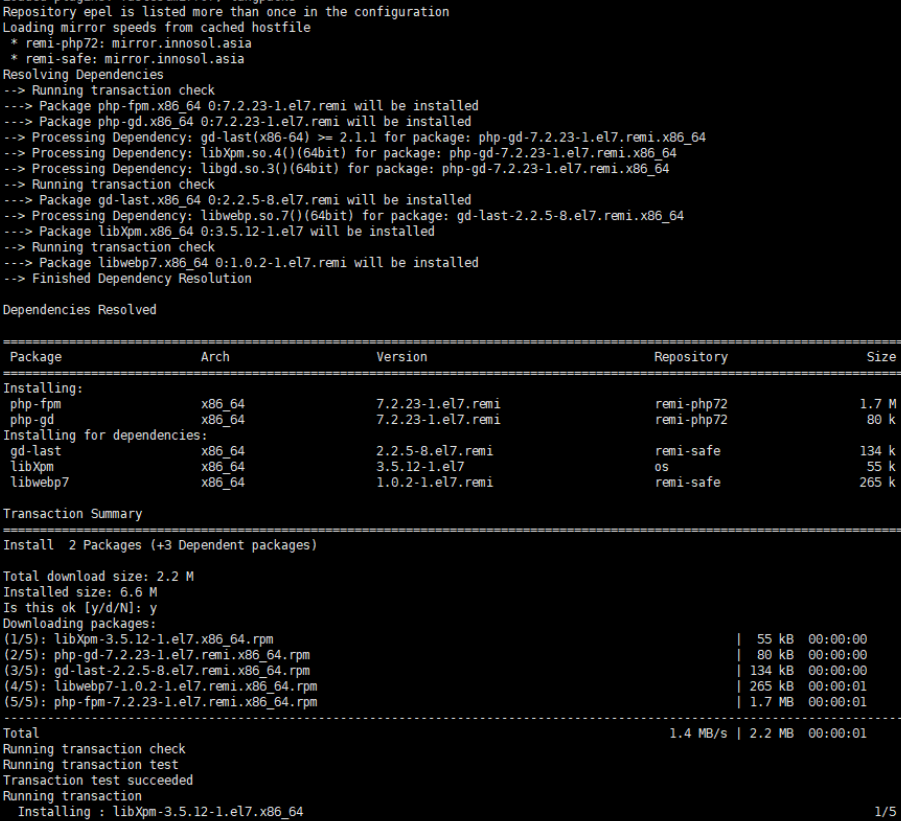 Repository epel is listed more than once in the configuration
Loading mirror speeds from cached hostfile
 * remi-php72: mirror.innosol.asia
 * remi-safe: mirror.innosol.asia
Resolving Dependencies
--> Running transaction check
---> Package php-fpm.x86_64 0:7.2.23-1.el7.remi will be installed
---> Package php-gd.x86_64 0:7.2.23-1.el7.remi will be installed
--> Processing Dependency: gd-last(x86-64) >= 2.1.1 for package: php-gd-7.2.23-1.el7.remi.x86_64
--> Processing Dependency: libXpm.so.4()(64bit) for package: php-gd-7.2.23-1.el7.remi.x86_64
--> Processing Dependency: libgd.so.3()(64bit) for package: php-gd-7.2.23-1.el7.remi.x86_64
--> Running transaction check
---> Package gd-last.x86_64 0:2.2.5-8.el7.remi will be installed
--> Processing Dependency: libwebp.so.7()(64bit) for package: gd-last-2.2.5-8.el7.remi.x86_64
---> Package libXpm.x86_64 0:3.5.12-1.el7 will be installed
--> Running transaction check
---> Package libwebp7.x86_64 0:1.0.2-1.el7.remi will be installed
--> Finished Dependency Resolution
Dependencies Resolved
Package Arch Version Repository Size
Installing:
php-fpm x86_64 7.2.23-1.el7.remi remi-php72 1.7 M
php-gd x86_64 7.2.23-1.el7.remi remi-php72 80 k
Installing for dependencies:
gd-last x86_64 2.2.5-8.el7.remi remi-safe 134 k
libXpm x86_64 3.5.12-1.el7 os 55 k
libwebp7 x86_64 1.0.2-1.el7.remi remi-safe 265 k
Transaction Summary
Install  2 Packages (+3 Dependent packages)
Total download size: 2.2 M
Installed size: 6.6 M
Is this ok [y/d/N]: y
Downloading packages:
(1/5): libXpm-3.5.12-1.el7.x86_64.rpm | 55 kB 00:00:00
(2/5): php-gd-7.2.23-1.el7.remi.x86_64.rpm | 80 kB 00:00:00
(3/5): gd-last-2.2.5-8.el7.remi.x86_64.rpm | 134 kB 00:00:00
(4/5): libwebp7-1.0.2-1.el7.remi.x86_64.rpm | 265 kB 00:00:01
(5/5): php-fpm-7.2.23-1.el7.remi.x86_64.rpm | 1.7 MB 00:00:01
Total 1.4 MB/s | 2.2 MB 00:00:01
Running transaction check
Running transaction test
Transaction test succeeded
Running transaction
Installing : libXpm-3.5.12-1.el7.x86_64 1/5